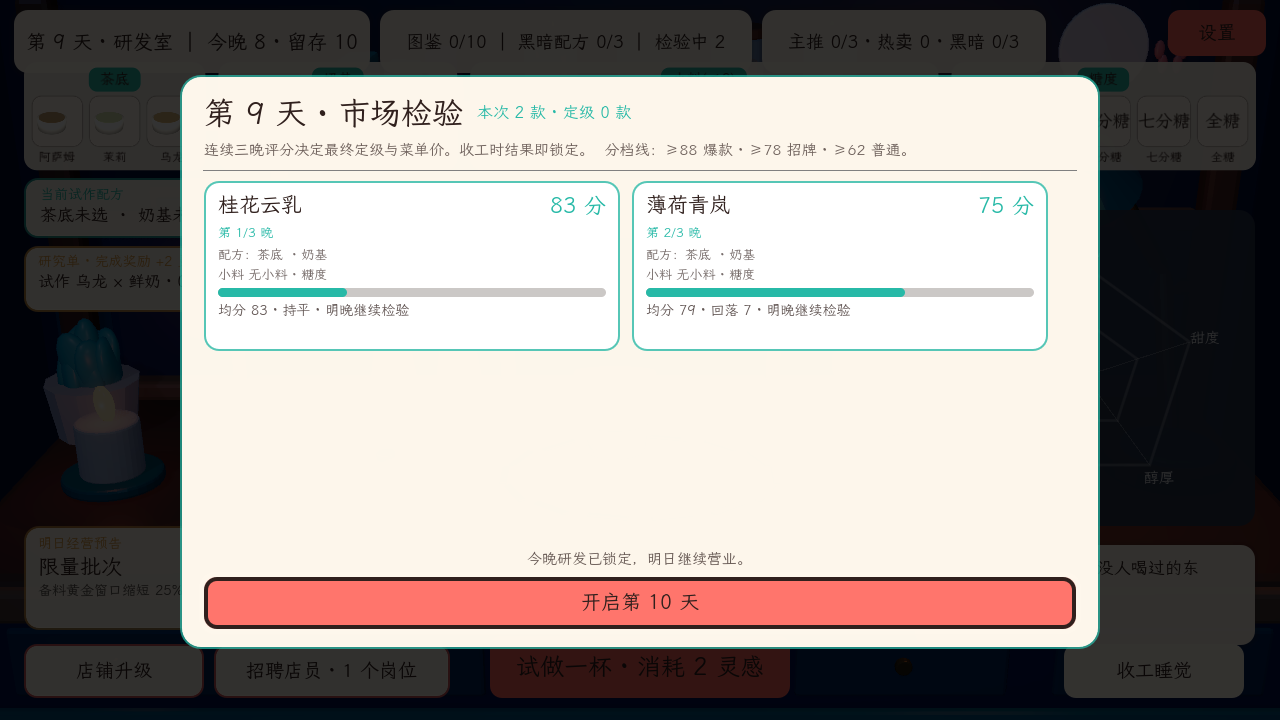 第 9 天・研发室 ｜ 今晚 8・留存 10
图鉴 0/10 ｜ 黑暗配方 0/3 ｜ 检验中 2
主推 0/3・热卖 0・黑暗 0/3
设置
茶底
糖度
阿萨姆
茉莉
乌龙
分糖
七分糖
全糖
分糖
七分糖
全糖
当前试作配方
茶底未选 ・ 奶基未
研究单・完成奖励 +2
试作 乌龙 × 鲜奶・
第 9 天・市场检验
本次 2 款・定级 0 款
连续三晚评分决定最终定级与菜单价。收工时结果即锁定。 分档线：≥88 爆款・≥78 招牌・≥62 普通。
桂花云乳
83 分
第 1/3 晚
配方：茶底 ・奶基
小料 无小料・糖度
均分 83・持平・明晚继续检验
薄荷青岚
75 分
第 2/3 晚
配方：茶底 ・奶基
小料 无小料・糖度
均分 79・回落 7・明晚继续检验
甜度
醇厚
明日经营预告
限量批次
备料黄金窗口缩短 25%
没人喝过的东
今晚研发已锁定，明日继续营业。
开启第 10 天
店铺升级
招聘店员・1 个岗位
试做一杯・消耗 2 灵感
收工睡觉